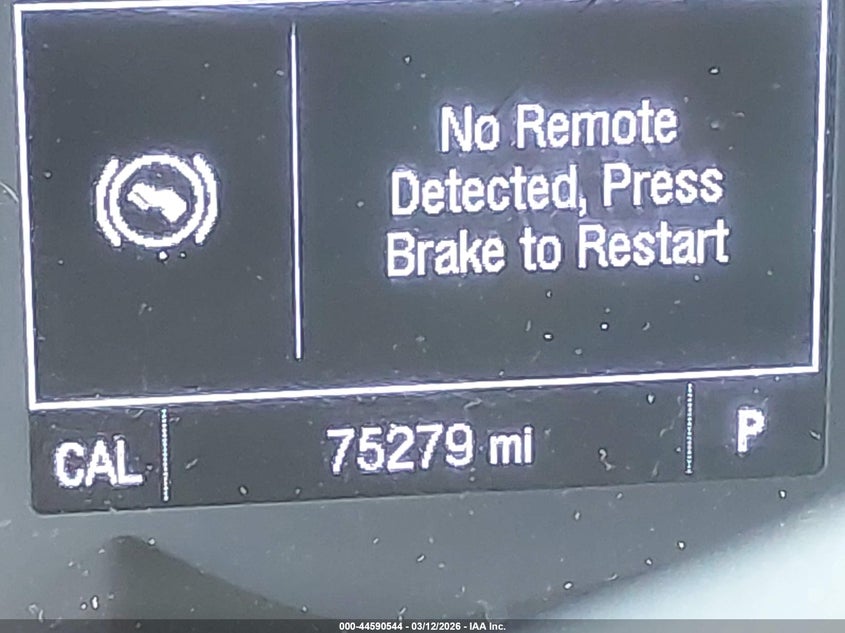 No Remote
Detected, Press
Brake to Restart
CAL
75279 mi
P
000-44590544 - 03/12/2026 - IAA Inc.